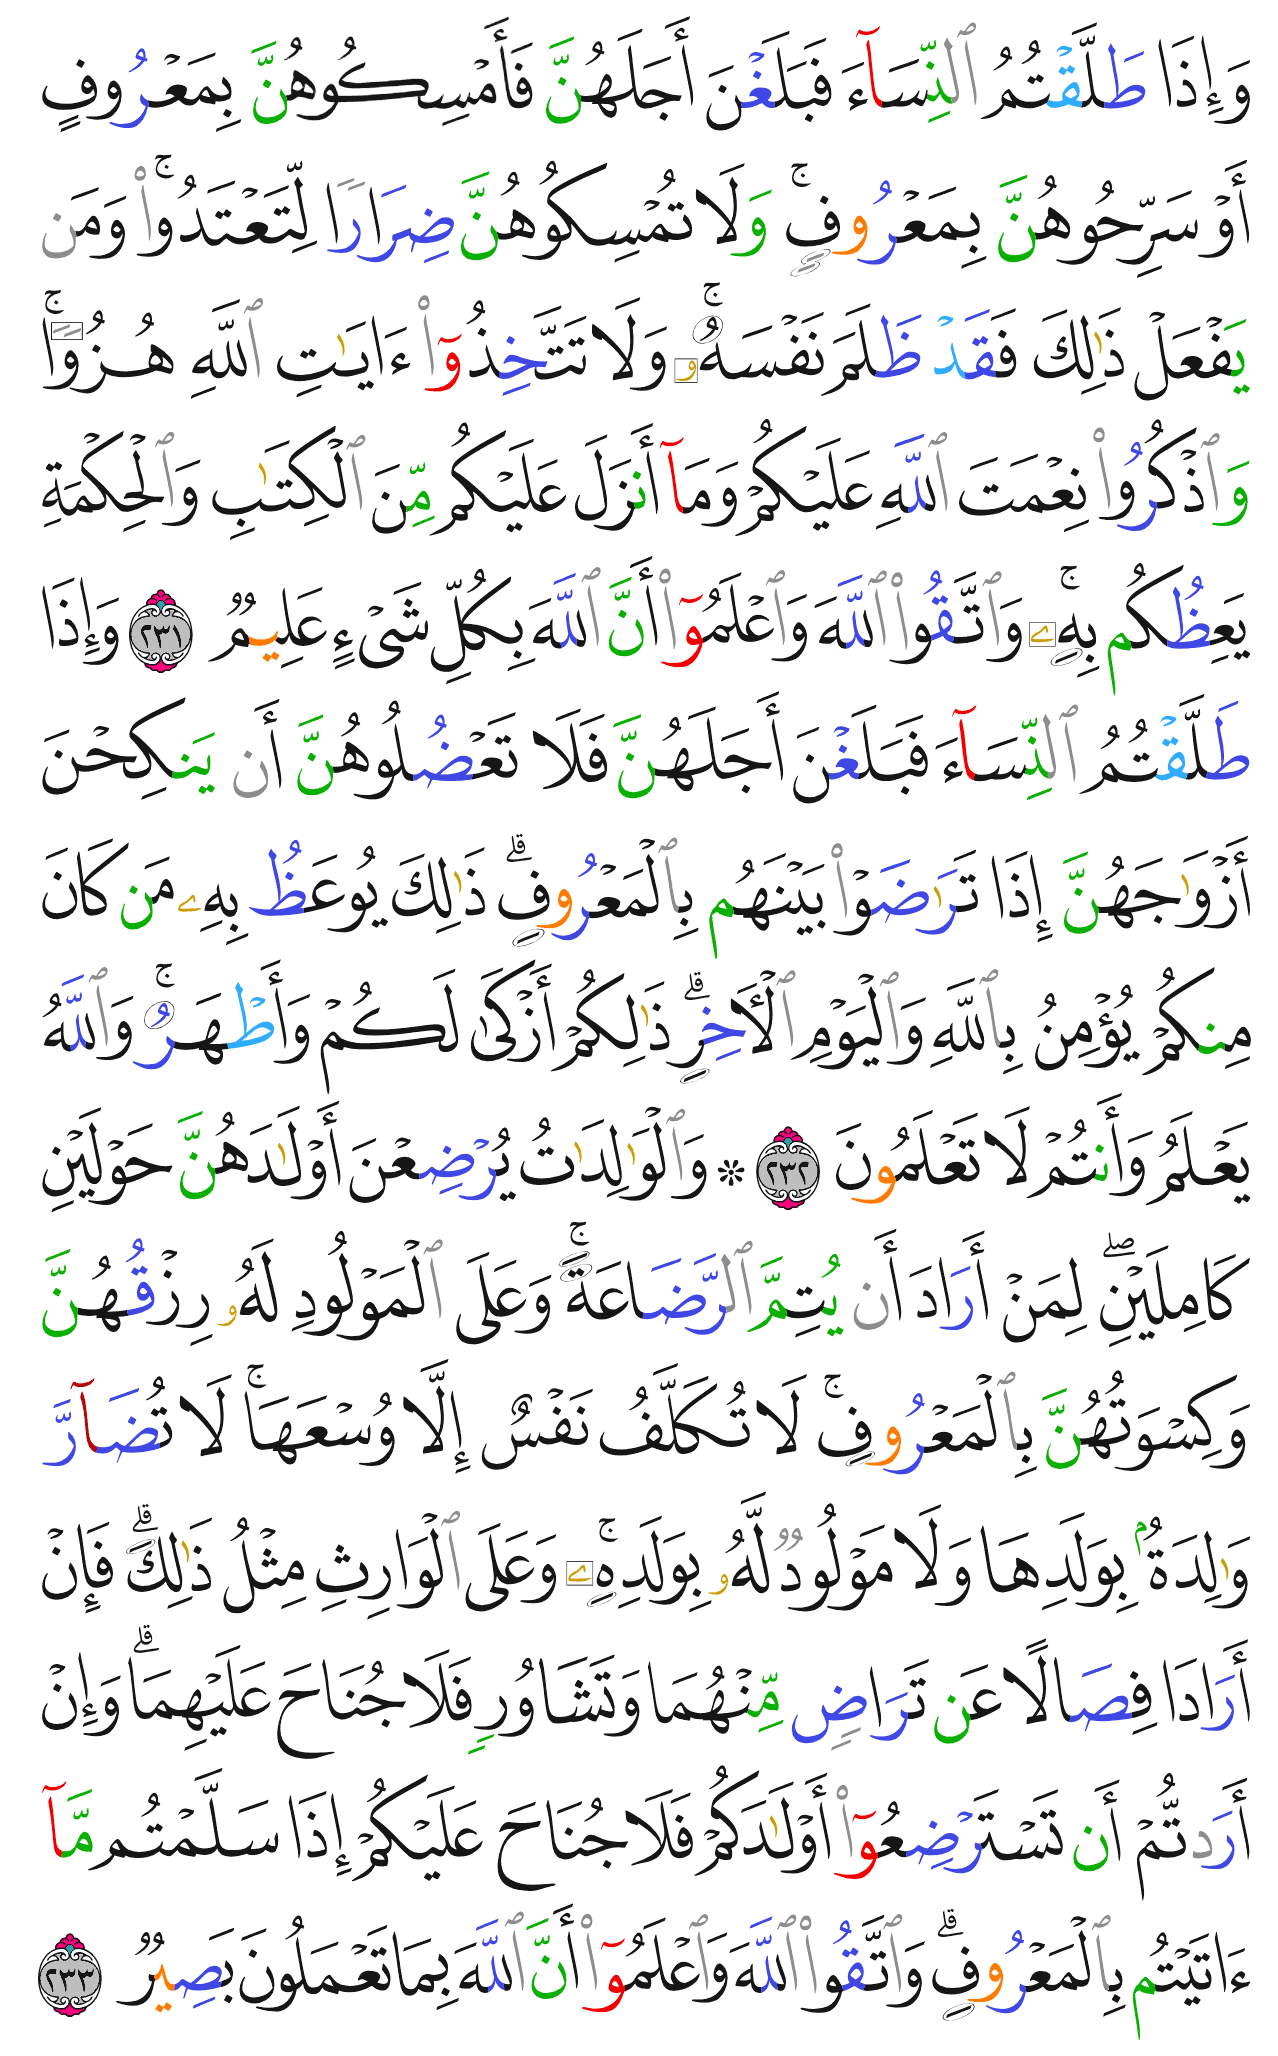 وَإِذَا طَلَّقۡتُمُ ٱلنِّسَآءَ فَبَلَغۡنَ أَجَلَهُنَّ فَأَمۡسِكُوهُنَّ بِمَعۡرُوفٍ
أَوۡ سَرِّحُوهُنَّ بِمَعۡرُوفٖۚ وَلَا تُمۡسِكُوهُنَّ ضِرَارٗا لِّتَعۡتَدُواْۚ وَمَن
يَفۡعَلۡ ذَٰلِكَ فَقَدۡ ظَلَمَ نَفۡسَهُۥۚ وَلَا تَتَّخِذُوٓاْ ءَايَٰتِ ٱللَّهِ هُزُوٗاۚ
وَٱذۡكُرُواْ نِعۡمَتَ ٱللَّهِ عَلَيۡكُمۡ وَمَآ أَنزَلَ عَلَيۡكُم مِّنَ ٱلۡكِتَٰبِ وَٱلۡحِكۡمَةِ
يَعِظُكُم بِهِۦۚ وَٱتَّقُواْ ٱللَّهَ وَٱعۡلَمُوٓاْ أَنَّ ٱللَّهَ بِكُلِّ شَيۡءٍ عَلِيمٞ ٢٣١ وَإِذَا
طَلَّقۡتُمُ ٱلنِّسَآءَ فَبَلَغۡنَ أَجَلَهُنَّ فَلَا تَعۡضُلُوهُنَّ أَن يَنكِحۡنَ
أَزۡوَٰجَهُنَّ إِذَا تَرَٰضَوۡاْ بَيۡنَهُم بِٱلۡمَعۡرُوفِۗ ذَٰلِكَ يُوعَظُ بِهِۦ مَن كَانَ
مِنكُمۡ يُؤۡمِنُ بِٱللَّهِ وَٱلۡيَوۡمِ ٱلۡأٓخِرِۗ ذَٰلِكُمۡ أَزۡكَىٰ لَكُمۡ وَأَطۡهَرُۚ وَٱللَّهُ
يَعۡلَمُ وَأَنتُمۡ لَا تَعۡلَمُونَ ٢٣٢ ۞ وَٱلۡوَٰلِدَٰتُ يُرۡضِعۡنَ أَوۡلَٰدَهُنَّ حَوۡلَيۡنِ
كَامِلَيۡنِۖ لِمَنۡ أَرَادَ أَن يُتِمَّ ٱلرَّضَاعَةَۚ وَعَلَى ٱلۡمَوۡلُودِ لَهُۥ رِزۡقُهُنَّ
وَكِسۡوَتُهُنَّ بِٱلۡمَعۡرُوفِۚ لَا تُكَلَّفُ نَفۡسٌ إِلَّا وُسۡعَهَاۚ لَا تُضَآرَّ
وَٰلِدَةُۢ بِوَلَدِهَا وَلَا مَوۡلُودٞ لَّهُۥ بِوَلَدِهِۦۚ وَعَلَى ٱلۡوَارِثِ مِثۡلُ ذَٰلِكَۗ فَإِنۡ
أَرَادَا فِصَالًا عَن تَرَاضٖ مِّنۡهُمَا وَتَشَاوُرٖ فَلَا جُنَاحَ عَلَيۡهِمَاۗ وَإِنۡ
أَرَدتُّمۡ أَن تَسۡتَرۡضِعُوٓاْ أَوۡلَٰدَكُمۡ فَلَا جُنَاحَ عَلَيۡكُمۡ إِذَا سَلَّمۡتُم مَّآ
ءَاتَيۡتُم بِٱلۡمَعۡرُوفِۗ وَٱتَّقُواْ ٱللَّهَ وَٱعۡلَمُوٓاْ أَنَّ ٱللَّهَ بِمَا تَعۡمَلُونَ بَصِيرٞ ٢٣٣